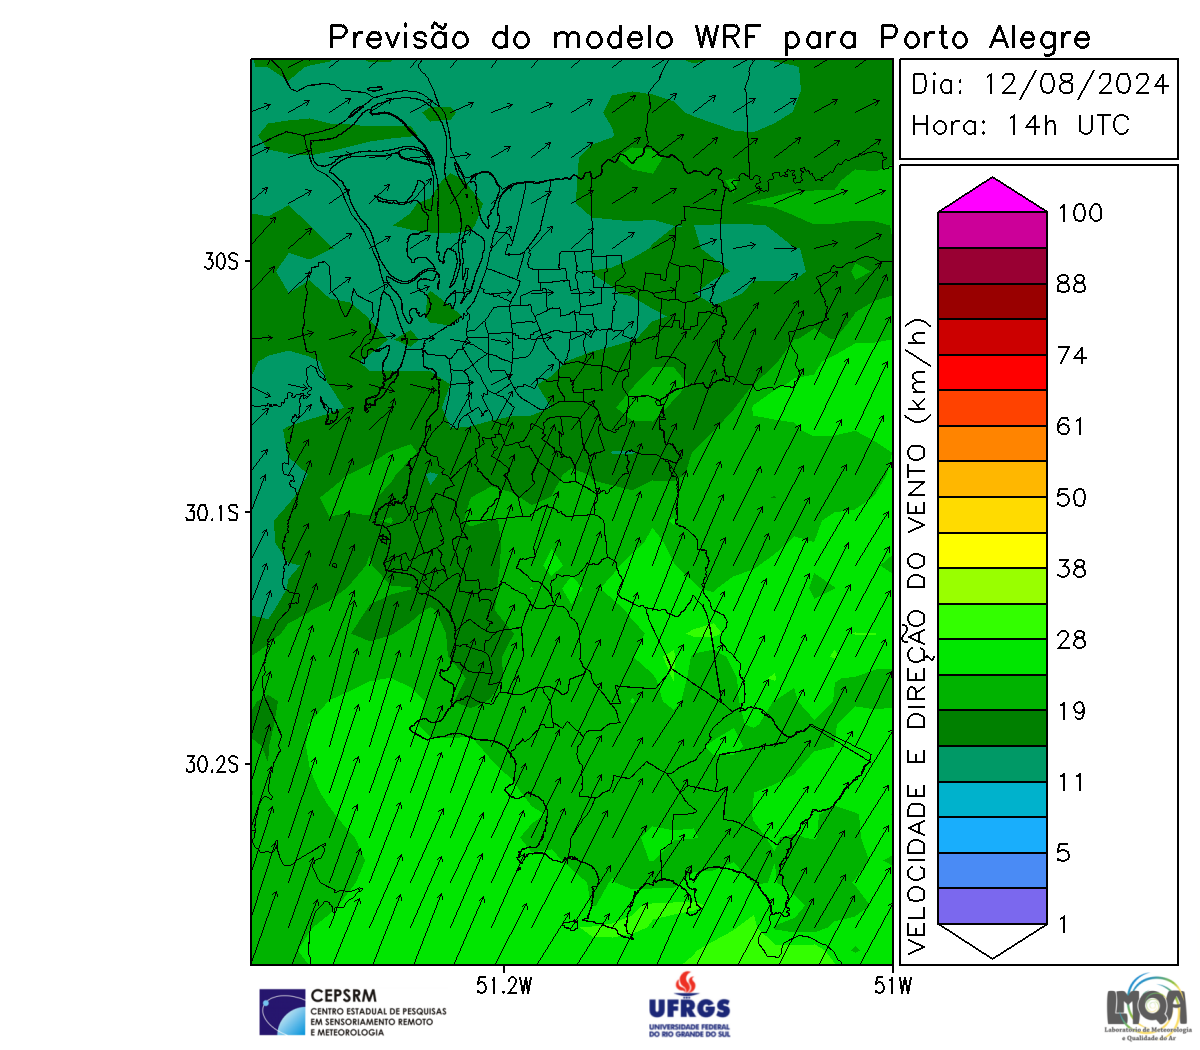 Previsão do modelo WRF para Porto Alegre
Dia: 12/08/2024
Hora: 14h UTC
30S
30.1S
30.2S
51.2W
51W
VELOCIDADE E DIREÇÃO DO VENTO (km/h)
100
88
74
61
50
38
28
19
11
5
1
CEPSRM
CENTRO ESTADUAL DE PESQUISAS
EM SENSORIAMENTO REMOTO
E METEOROLOGIA
UFRGS
UNIVERSIDADE FEDERAL
DO RIO GRANDE DO SUL
LMQA
Laboratório de Meteorologia
e Qualidade do Ar